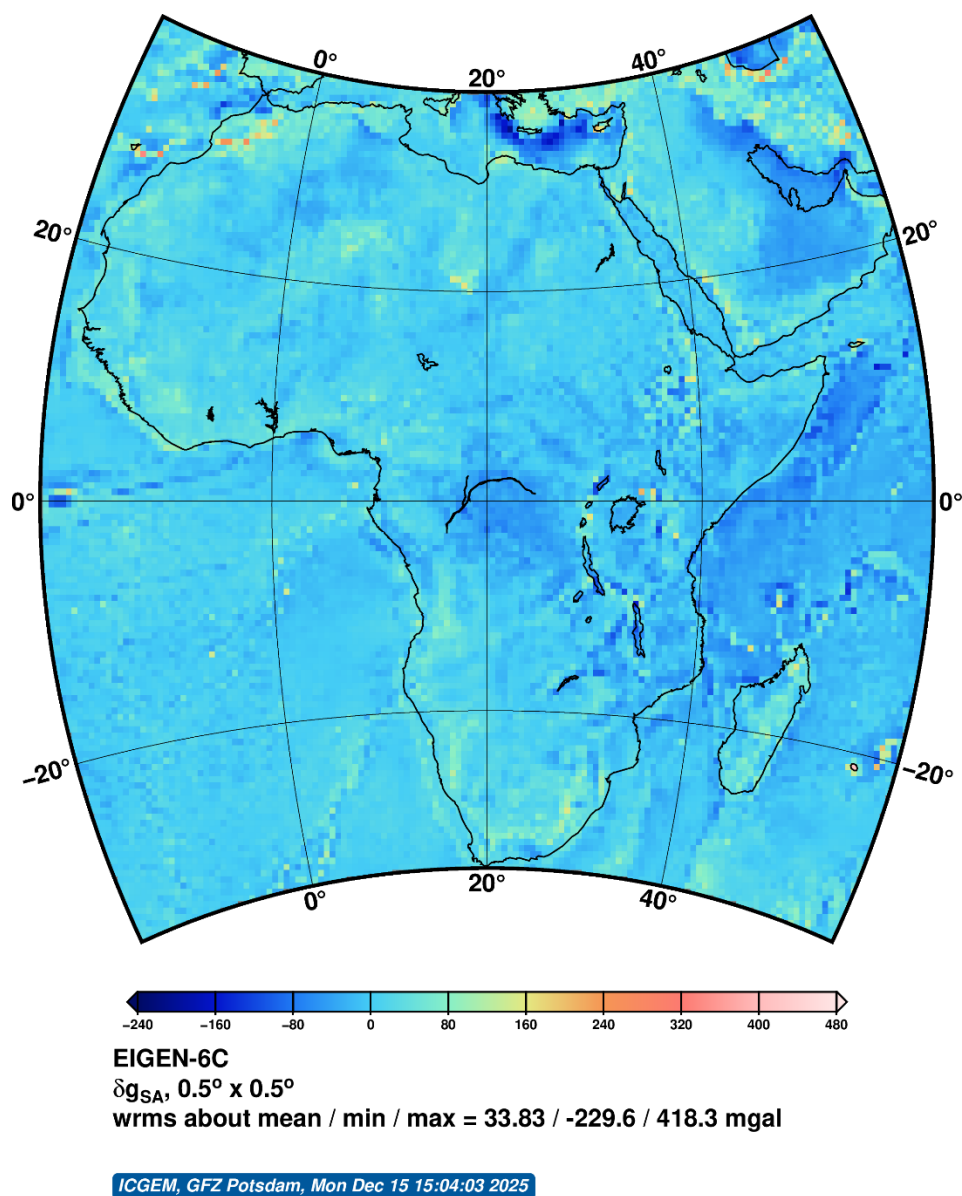 0°
20°
40°
20°
20°
0°
0°
−20°
−20°
0°
20°
40°
−240 −160 −80 0 80 160 240 320 400 480
EIGEN-6C
δgSA, 0.5° x 0.5°
wrms about mean / min / max = 33.83 / -229.6 / 418.3 mgal
ICGEM, GFZ Potsdam, Mon Dec 15 15:04:03 2025